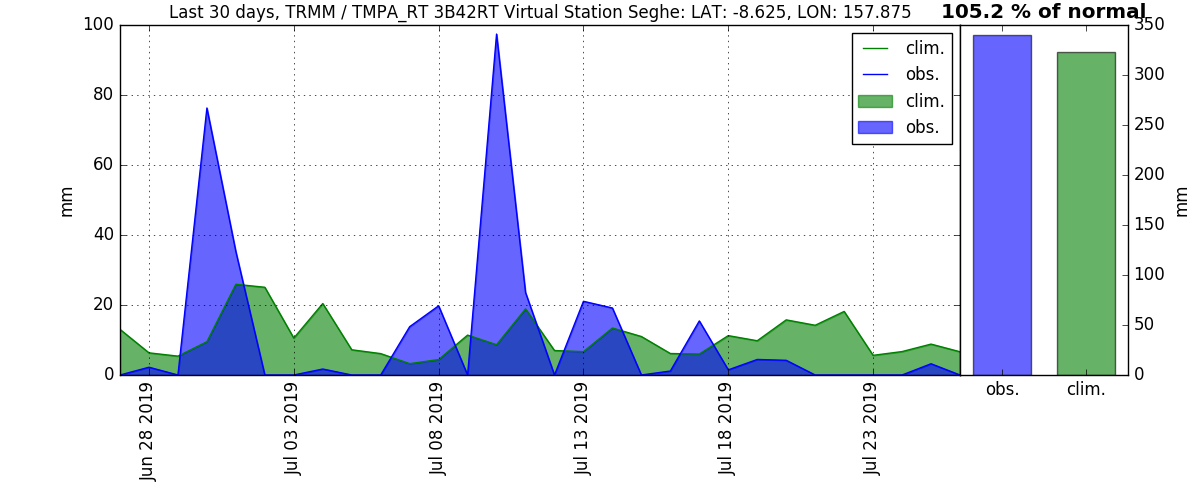 Last 30 days, TRMM / TMPA_RT 3B42RT Virtual Station Seghe: LAT: -8.625, LON: 157.875
105.2 % of normal
100
80
60
40
20
0
mm
clim.
obs.
clim.
obs.
Jun 28 2019
Jul 03 2019
Jul 08 2019
Jul 13 2019
Jul 18 2019
Jul 23 2019
350
300
250
200
150
100
50
0
mm
obs.
clim.